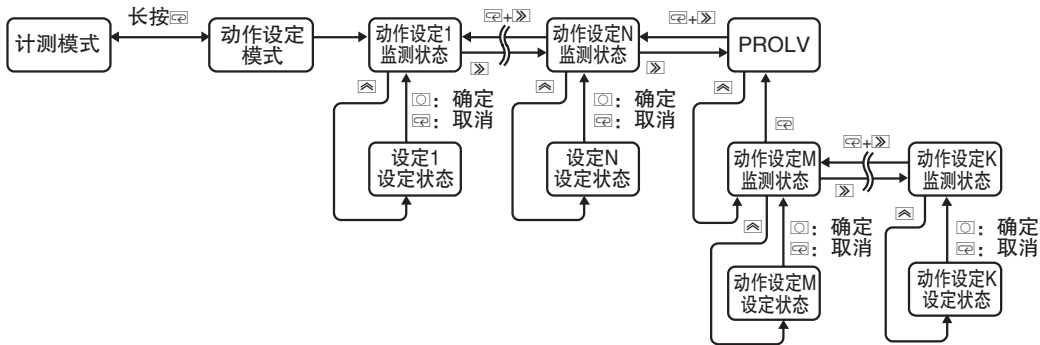 长按
计测模式
动作设定
模式
动作设定1
监测状态
+
动作设定N
监测状态
+
PROLV
：确定
：取消
：确定
：取消
设定1
设定状态
设定N
设定状态
动作设定M
监测状态
+
动作设定K
监测状态
：确定
：取消
：确定
：取消
动作设定M
设定状态
动作设定K
设定状态